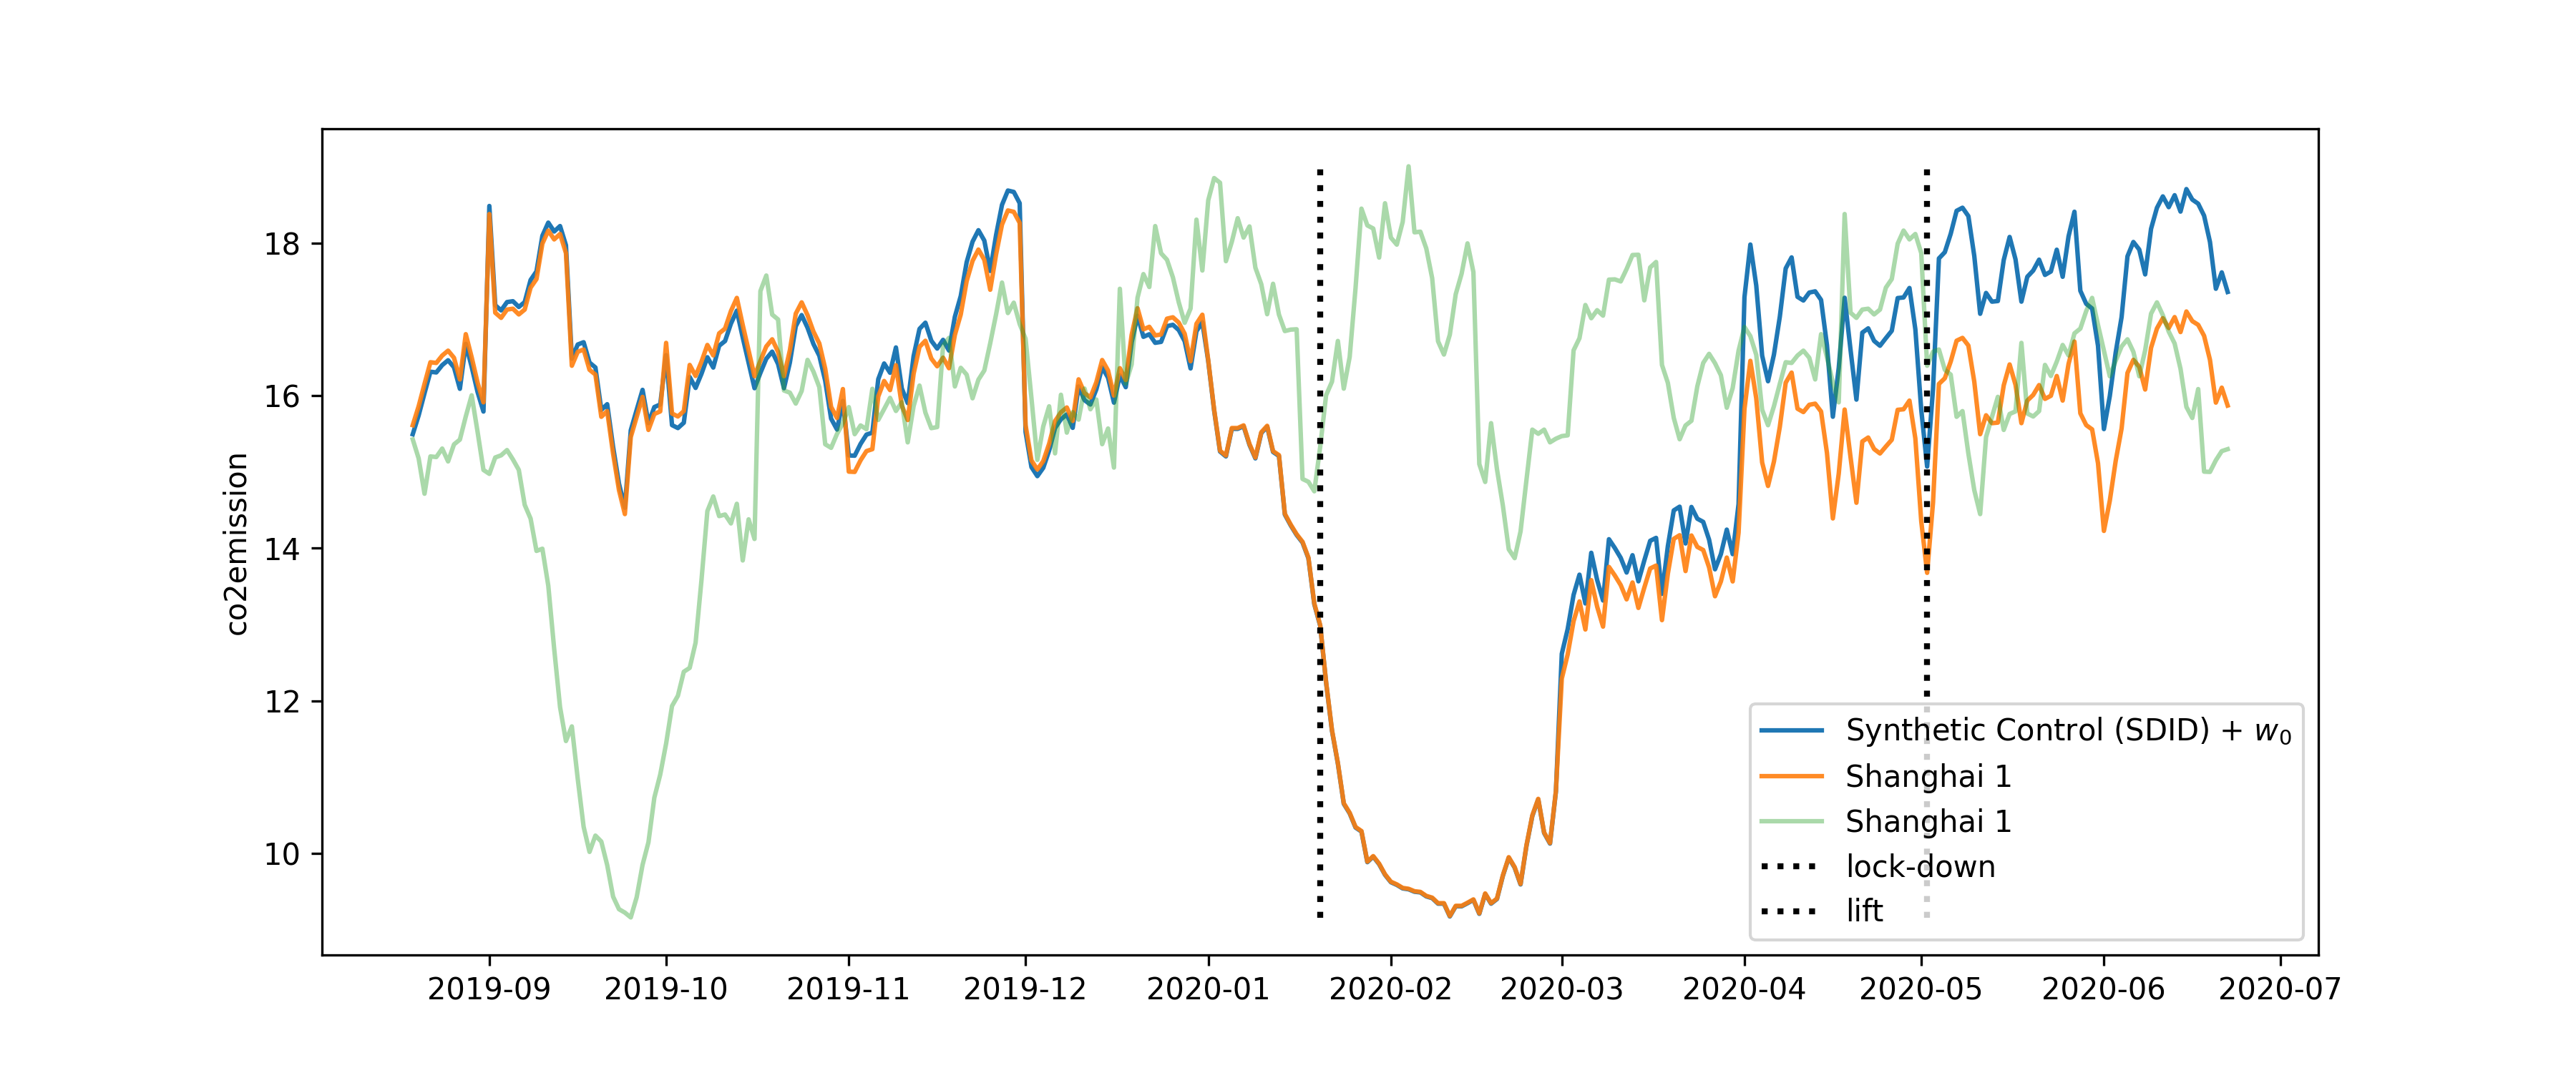 co2emission
18
16
14
12
10
2019-09 2019-10 2019-11 2019-12 2020-01 2020-02 2020-03 2020-04 2020-05 2020-06 2020-07
Synthetic Control (SDID) + w₀
Shanghai 1
Shanghai 1
lock-down
lift